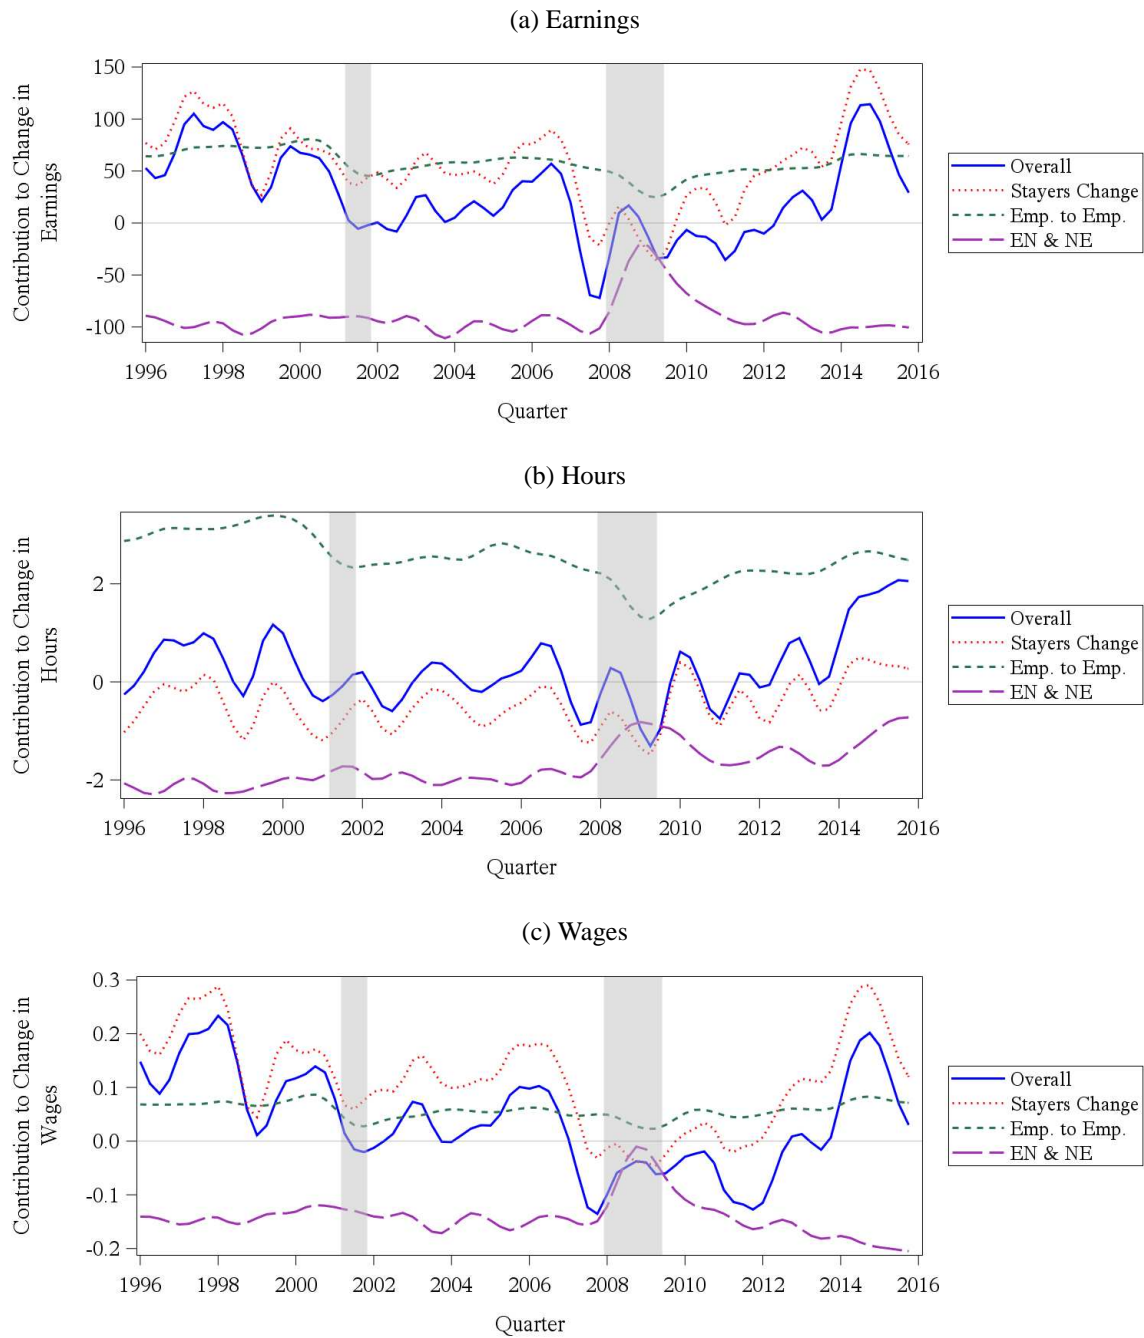 (a) Earnings
Contribution to Change in
Earnings
150
100
50
0
-50
-100
1996 1998 2000 2002 2004 2006 2008 2010 2012 2014 2016
Quarter
Overall
Stayers Change
Emp. to Emp.
EN & NE
(b) Hours
Contribution to Change in
Hours
2
0
-2
1996 1998 2000 2002 2004 2006 2008 2010 2012 2014 2016
Quarter
Overall
Stayers Change
Emp. to Emp.
EN & NE
(c) Wages
Contribution to Change in
Wages
0.3
0.2
0.1
0.0
-0.1
-0.2
1996 1998 2000 2002 2004 2006 2008 2010 2012 2014 2016
Quarter
Overall
Stayers Change
Emp. to Emp.
EN & NE